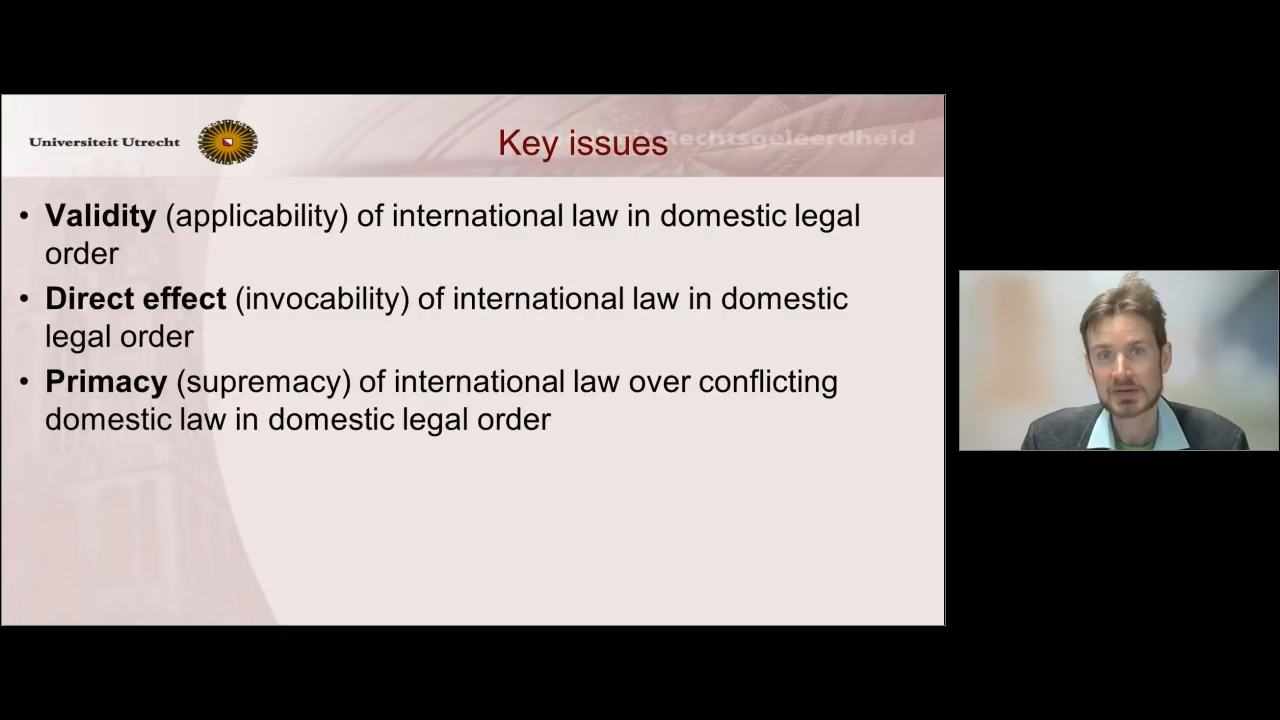 Universiteit Utrecht
Key issues
Rechtsgeleerdheid
• Validity (applicability) of international law in domestic legal
order
• Direct effect (invocability) of international law in domestic
legal order
• Primacy (supremacy) of international law over conflicting
domestic law in domestic legal order